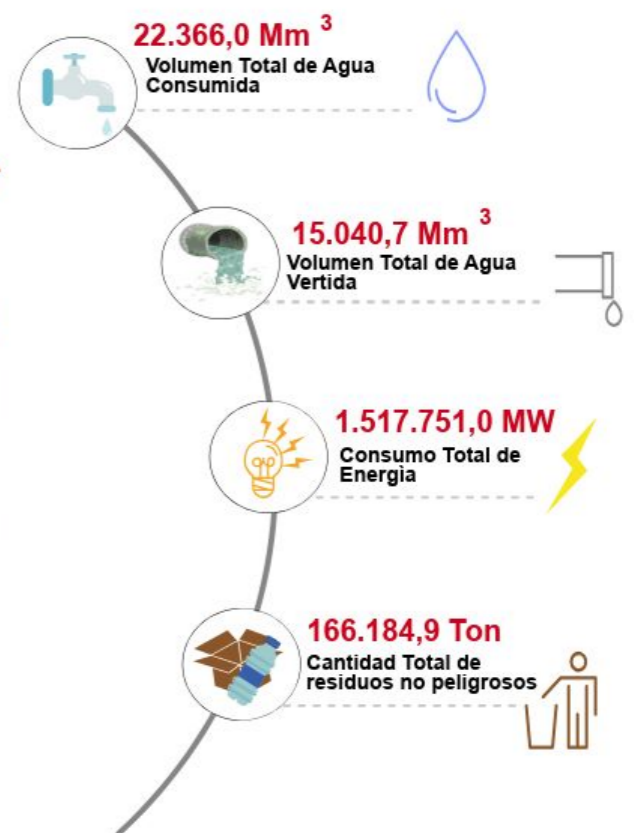 22.366,0 Mm ³
Volumen Total de Agua
Consumida
15.040,7 Mm ³
Volumen Total de Agua
Vertida
1.517.751,0 MW
Consumo Total de
Energìa
166.184,9 Ton
Cantidad Total de
residuos no peligrosos